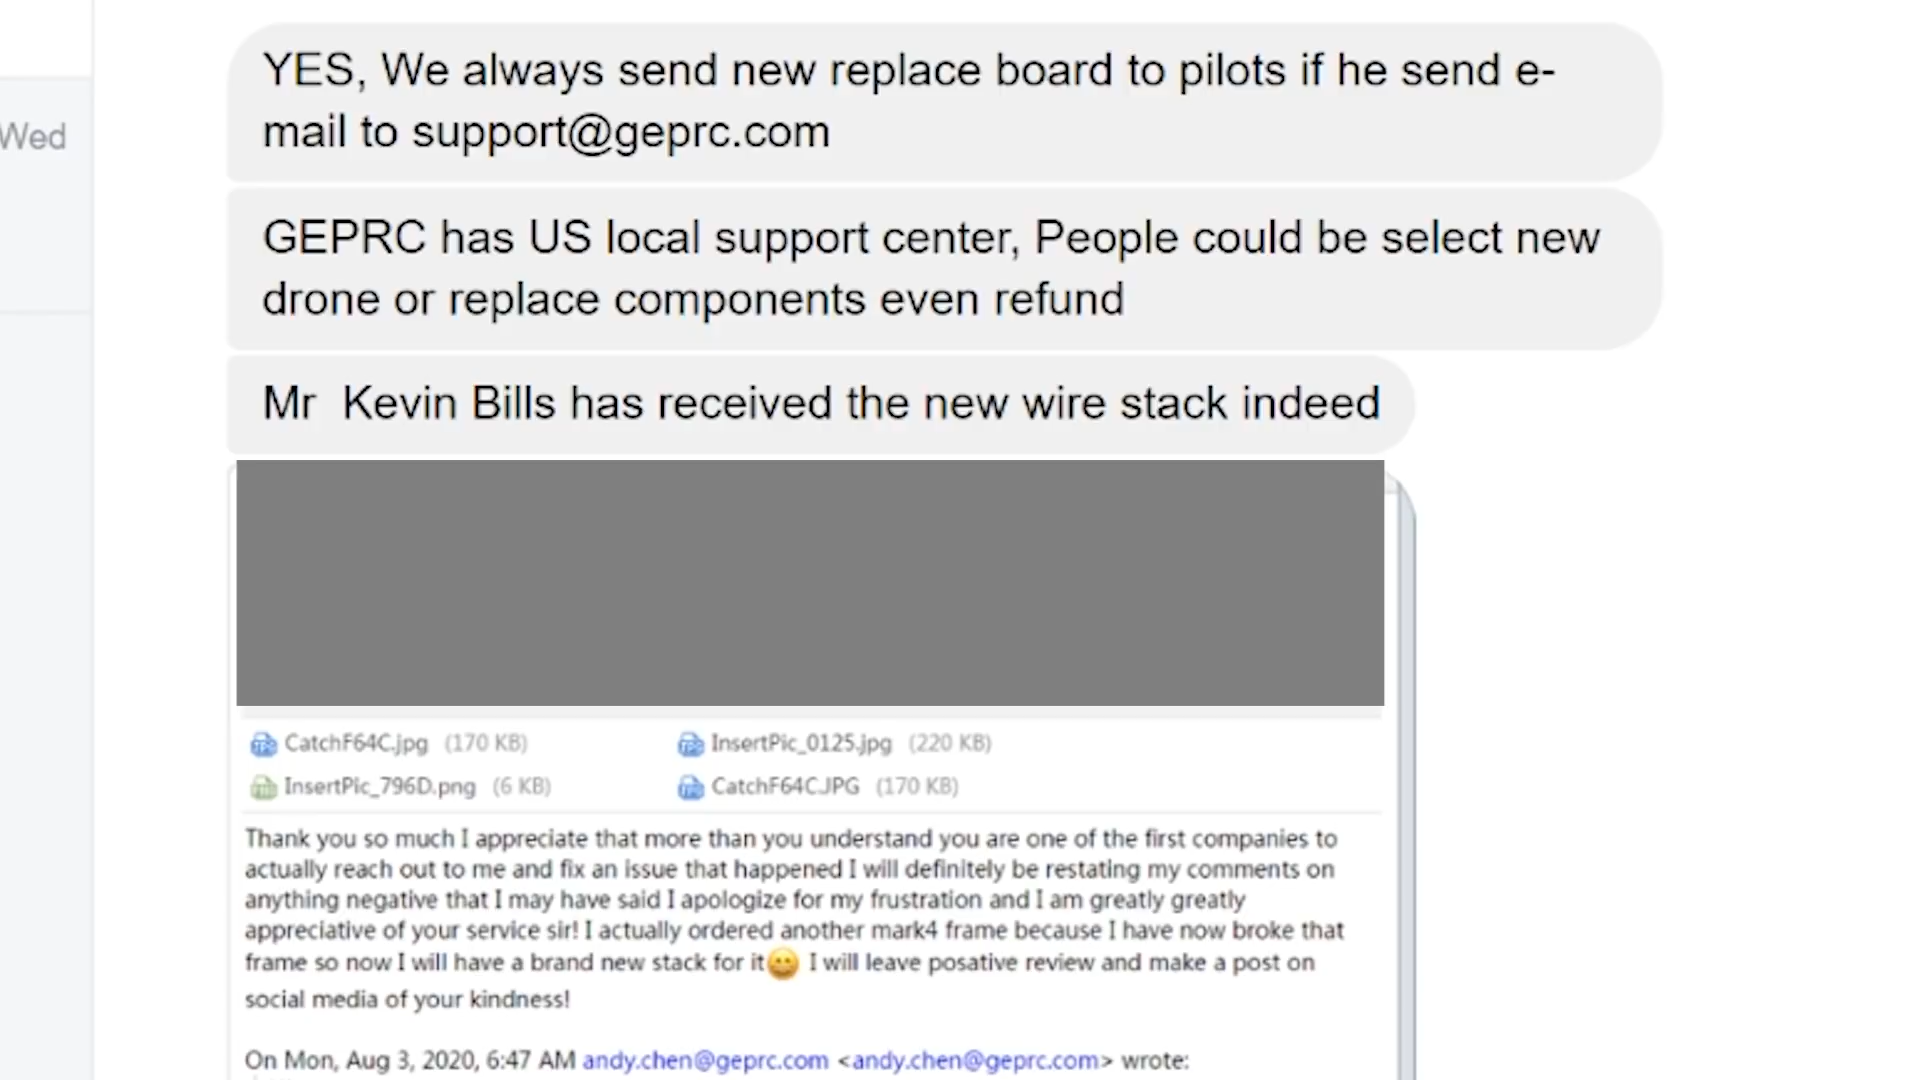 YES, We always send new replace board to pilots if he send e-
mail to support@geprc.com
Wed
GEPRC has US local support center, People could be select new
drone or replace components even refund
Mr  Kevin Bills has received the new wire stack indeed
CatchF64C.jpg (170 KB) InsertPic_0125.jpg (220 KB)
InsertPic_796D.png (6 KB) CatchF64C.JPG (170 KB)
Thank you so much I appreciate that more than you understand you are one of the first companies to
actually reach out to me and fix an issue that happened I will definitely be restating my comments on
anything negative that I may have said I apologize for my frustration and I am greatly greatly
appreciative of your service sir! I actually ordered another mark4 frame because I have now broke that
frame so now I will have a brand new stack for it😀 I will leave posative review and make a post on
social media of your kindness!
On Mon, Aug 3, 2020, 6:47 AM andy.chen@geprc.com <andy.chen@geprc.com> wrote: